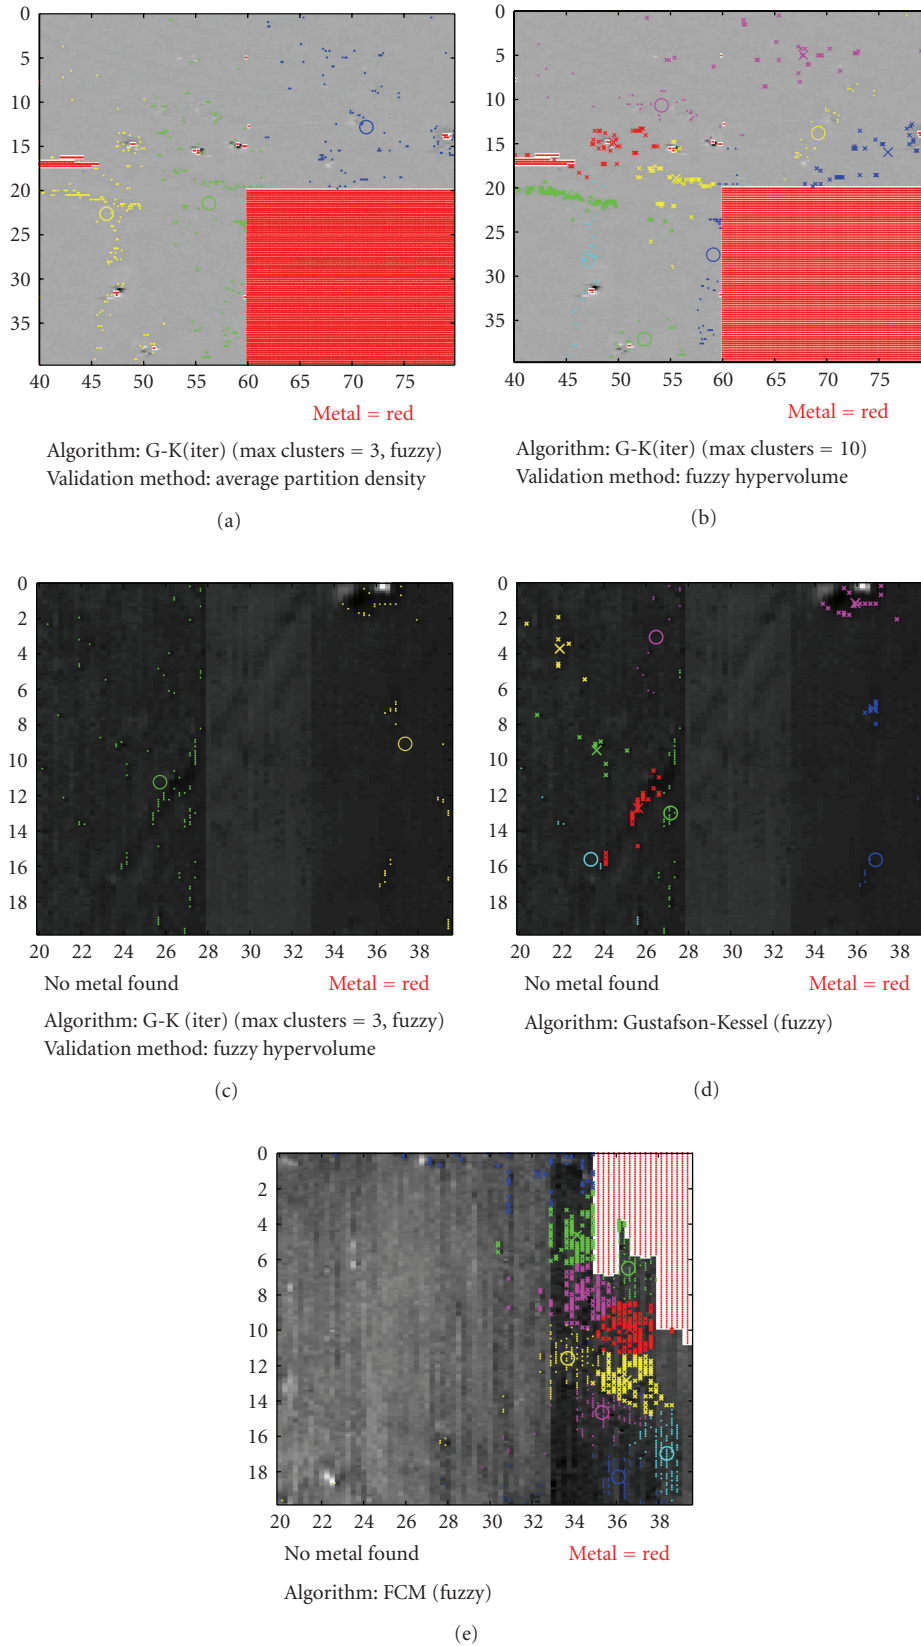 0
5
10
15
20
25
30
35
40 45 50 55 60 65 70 75
Metal = red
Algorithm: G-K(iter) (max clusters = 3, fuzzy)
Validation method: average partition density
(a)
0
5
10
15
20
25
30
35
40 45 50 55 60 65 70 75
Metal = red
Algorithm: G-K(iter) (max clusters = 10)
Validation method: fuzzy hypervolume
(b)
0
2
4
6
8
10
12
14
16
18
20 22 24 26 28 30 32 34 36 38
No metal found Metal = red
Algorithm: G-K (iter) (max clusters = 3, fuzzy)
Validation method: fuzzy hypervolume
(c)
0
2
4
6
8
10
12
14
16
18
20 22 24 26 28 30 32 34 36 38
No metal found Metal = red
Algorithm: Gustafson-Kessel (fuzzy)
(d)
0
2
4
6
8
10
12
14
16
18
20 22 24 26 28 30 32 34 36 38
No metal found Metal = red
Algorithm: FCM (fuzzy)
(e)